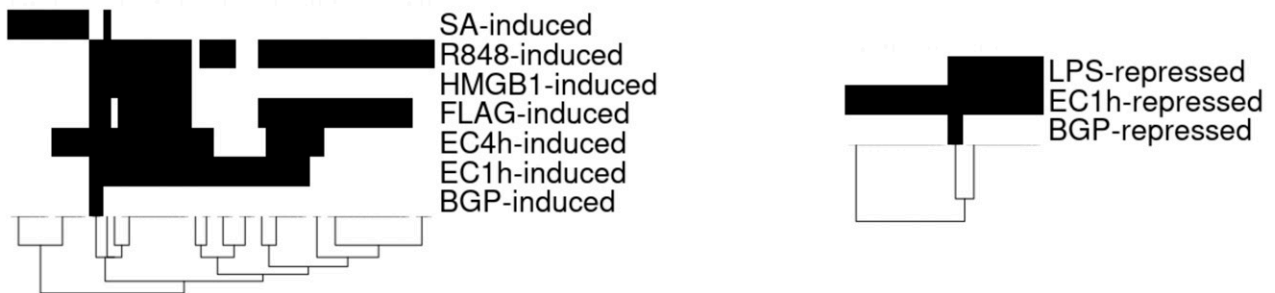 SA-induced
R848-induced
HMGB1-induced
FLAG-induced
EC4h-induced
EC1h-induced
BGP-induced
LPS-repressed
EC1h-repressed
BGP-repressed